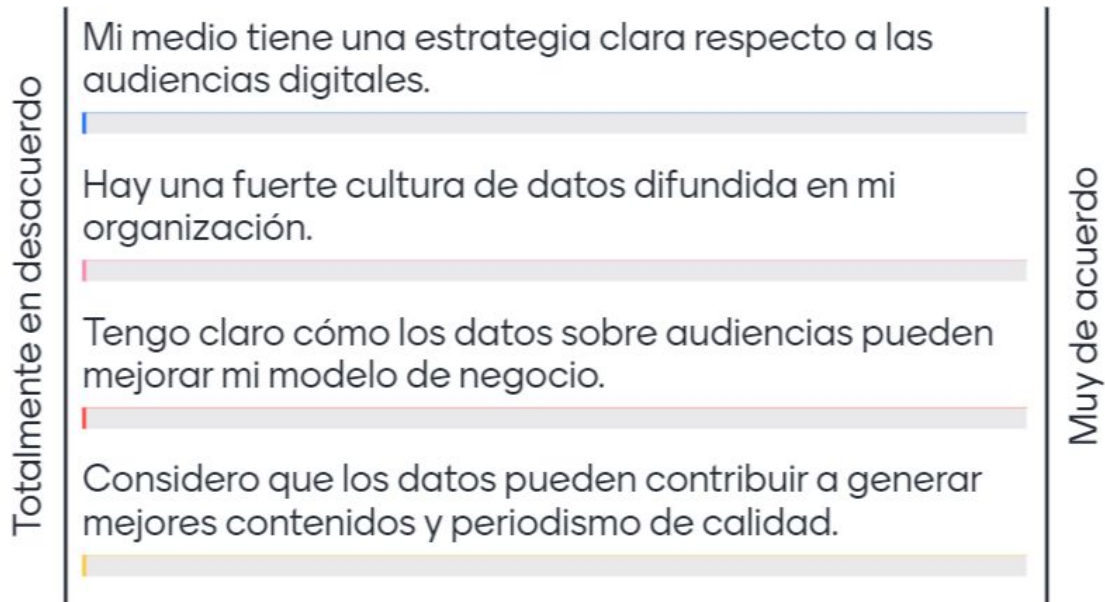 Totalmente en desacuerdo
Mi medio tiene una estrategia clara respecto a las
audiencias digitales.
Hay una fuerte cultura de datos difundida en mi
organización.
Tengo claro cómo los datos sobre audiencias pueden
mejorar mi modelo de negocio.
Considero que los datos pueden contribuir a generar
mejores contenidos y periodismo de calidad.
Muy de acuerdo